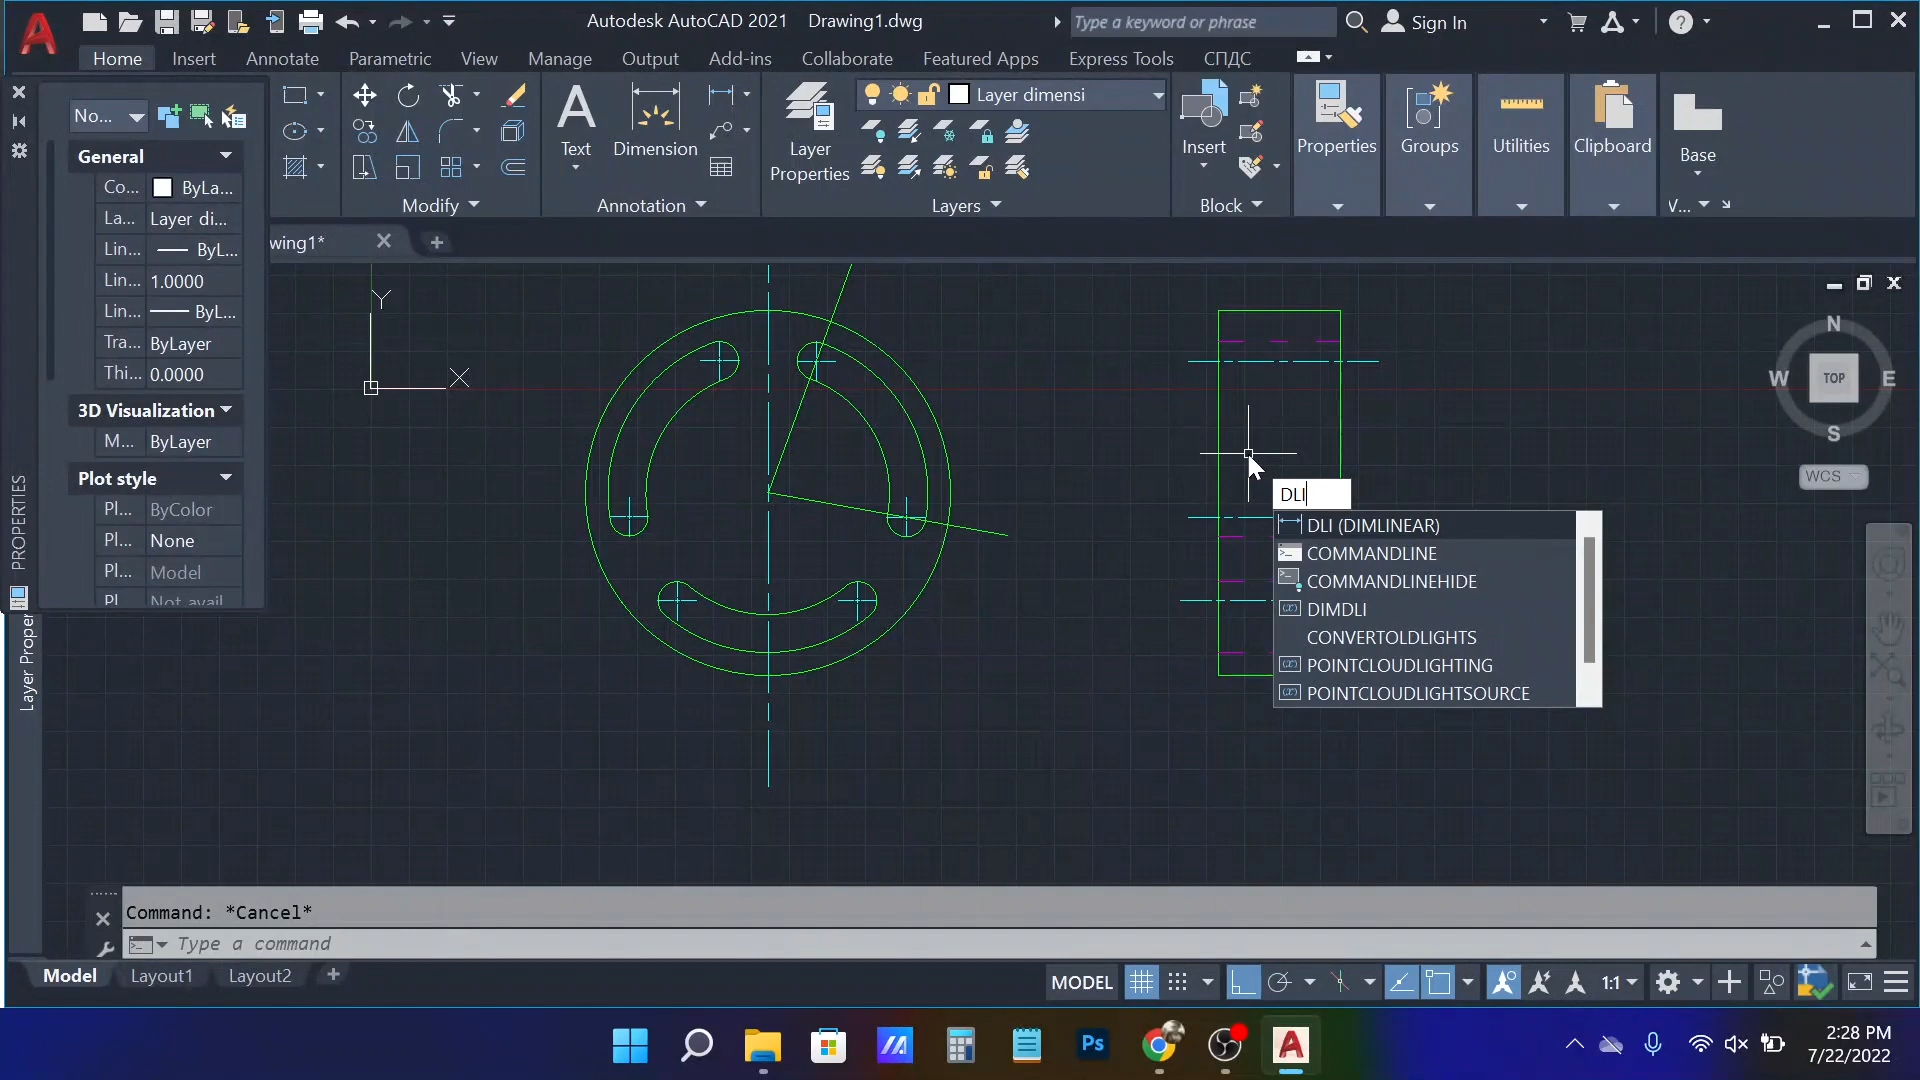 Autodesk AutoCAD 2021 Drawing1.dwg
Type a keyword or phrase
Sign In
Home Insert Annotate Parametric View Manage Output Add-ins Collaborate Featured Apps Express Tools СПДС
No...
Layer dimensi
Text
Dimension
Layer
Properties
Insert
Properties
Groups
Utilities
Clipboard
Base
Modify
Annotation
Layers
Block
V...
wing1*
General
Co... ByLa...
La... Layer di...
Lin... ByL...
Lin... 1.0000
Lin... ByL...
Tra... ByLayer
Thi... 0.0000
3D Visualization
M... ByLayer
Plot style
Pl... ByColor
Pl... None
Pl... Model
Pl Not avail
PROPERTIES
Layer Proper
Y
X
N
W TOP E
S
WCS
DLI
DLI (DIMLINEAR)
COMMANDLINE
COMMANDLINEHIDE
DIMDLI
CONVERTOLDLIGHTS
POINTCLOUDLIGHTING
POINTCLOUDLIGHTSOURCE
Command: *Cancel*
Type a command
Model Layout1 Layout2
MODEL
1:1
Ps
2:28 PM
7/22/2022